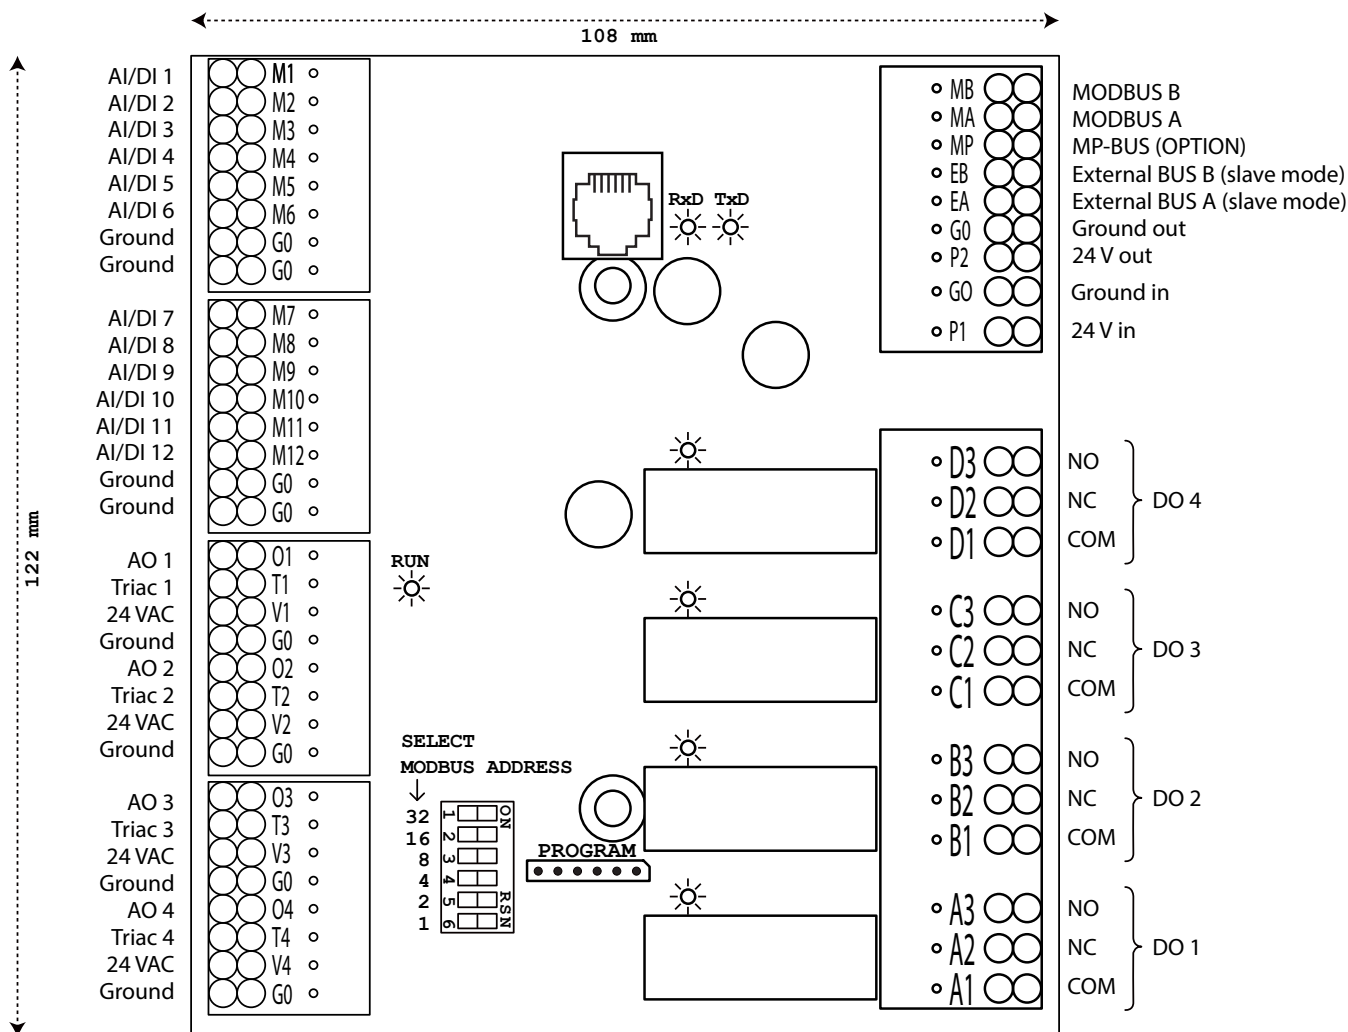 108 mm
122 mm
AI/DI 1 M1
AI/DI 2 M2
AI/DI 3 M3
AI/DI 4 M4
AI/DI 5 M5
AI/DI 6 M6
Ground G0
Ground G0
AI/DI 7 M7
AI/DI 8 M8
AI/DI 9 M9
AI/DI 10 M10
AI/DI 11 M11
AI/DI 12 M12
Ground G0
Ground G0
AO 1 O1
Triac 1 T1
24 VAC V1
Ground G0
AO 2 O2
Triac 2 T2
24 VAC V2
Ground G0
AO 3 O3
Triac 3 T3
24 VAC V3
Ground G0
AO 4 O4
Triac 4 T4
24 VAC V4
Ground G0
RxD TxD
RUN
SELECT
MODBUS ADDRESS
32 1 ON
16 2
8 3
4 4
2 5
1 6
RSN
PROGRAM
MB MODBUS B
MA MODBUS A
MP MP-BUS (OPTION)
EB External BUS B (slave mode)
EA External BUS A (slave mode)
G0 Ground out
P2 24 V out
GO Ground in
P1 24 V in
D3 NO
D2 NC DO 4
D1 COM
C3 NO
C2 NC DO 3
C1 COM
B3 NO
B2 NC DO 2
B1 COM
A3 NO
A2 NC DO 1
A1 COM